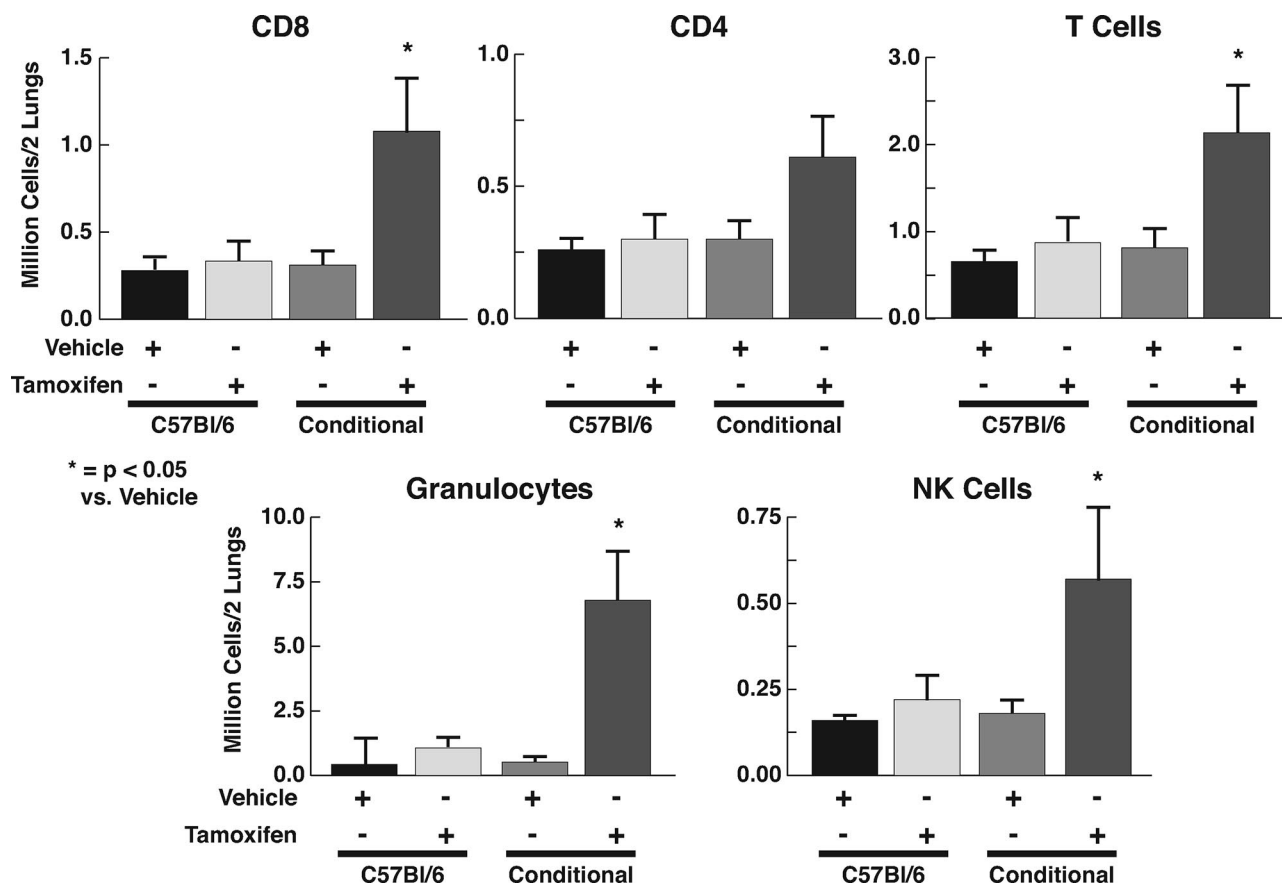 CD8
CD4
T Cells
Million Cells/2 Lungs
1.5
1.0
0.5
0.0
*
1.0
0.5
0.0
3.0
2.0
1.0
0.0
*
Vehicle + - + - + - + - + - + -
Tamoxifen - + - + - + - + - + - +
C57Bl/6 Conditional C57Bl/6 Conditional C57Bl/6 Conditional
* = p < 0.05
vs. Vehicle
Granulocytes
NK Cells
Million Cells/2 Lungs
10.0
7.5
5.0
2.5
0.0
*
0.75
0.50
0.25
0.00
*
Vehicle + - + - + - + -
Tamoxifen - + - + - + - +
C57Bl/6 Conditional C57Bl/6 Conditional